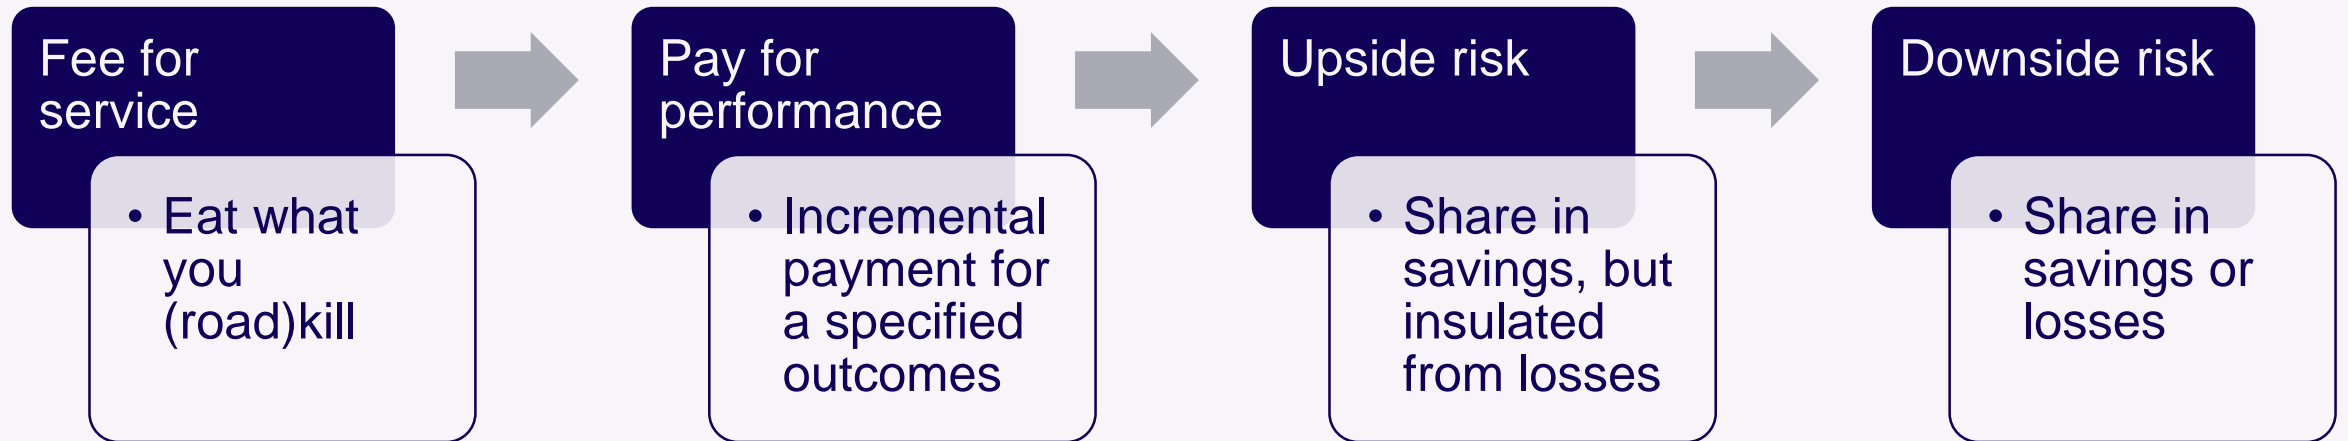 Fee for
service
• Eat what
you
(road)kill
Pay for
performance
• Incremental
payment for
a specified
outcomes
Upside risk
• Share in
savings, but
insulated
from losses
Downside risk
• Share in
savings or
losses